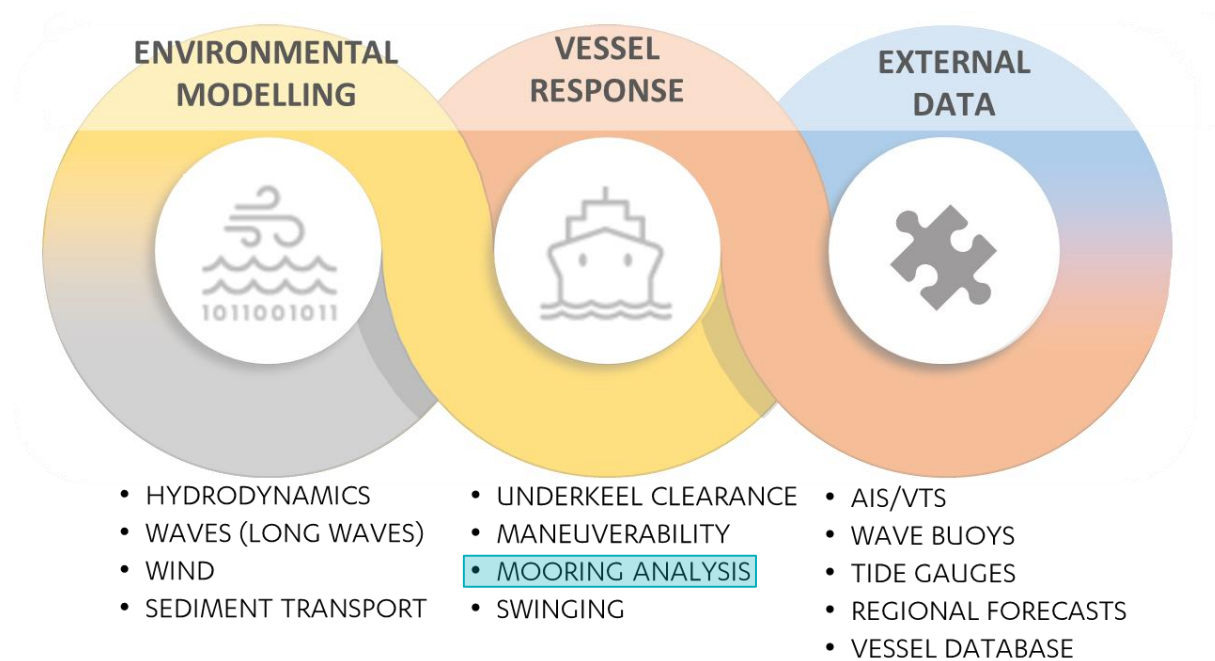 ENVIRONMENTAL
MODELLING
VESSEL
RESPONSE
EXTERNAL
DATA
1011001011
• HYDRODYNAMICS
• WAVES (LONG WAVES)
• WIND
• SEDIMENT TRANSPORT
• UNDERKEEL CLEARANCE
• MANEUVERABILITY
• MOORING ANALYSIS
• SWINGING
• AIS/VTS
• WAVE BUOYS
• TIDE GAUGES
• REGIONAL FORECASTS
• VESSEL DATABASE